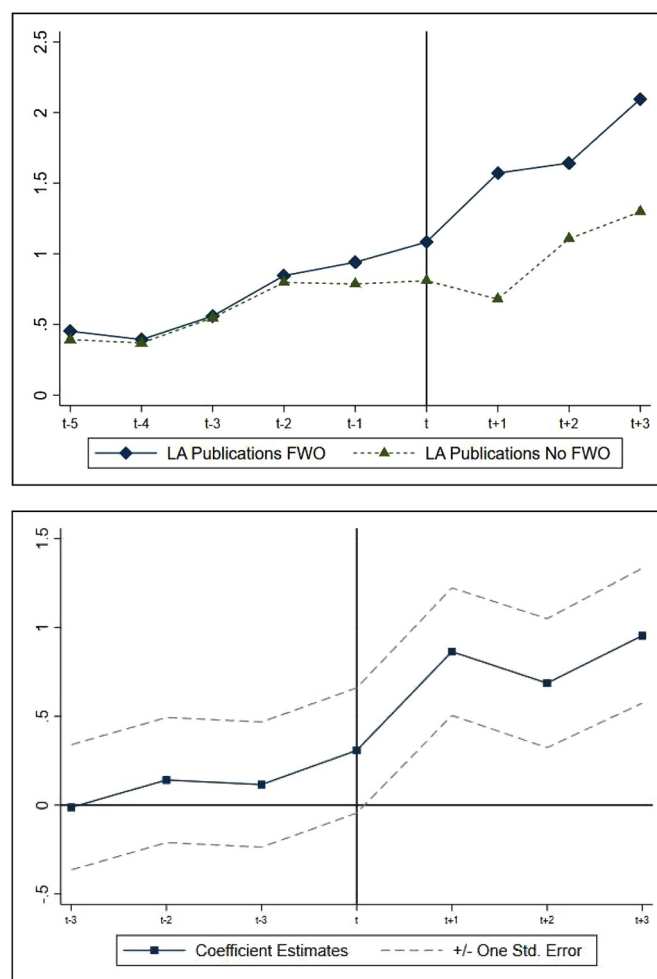 2.5
2
1.5
1
.5
0
t-5 t-4 t-3 t-2 t-1 t t+1 t+2 t+3
LA Publications FWO LA Publications No FWO
1.5
1
.5
0
-.5
t-3 t-2 t-3 t t+1 t+2 t+3
Coefficient Estimates +/- One Std. Error